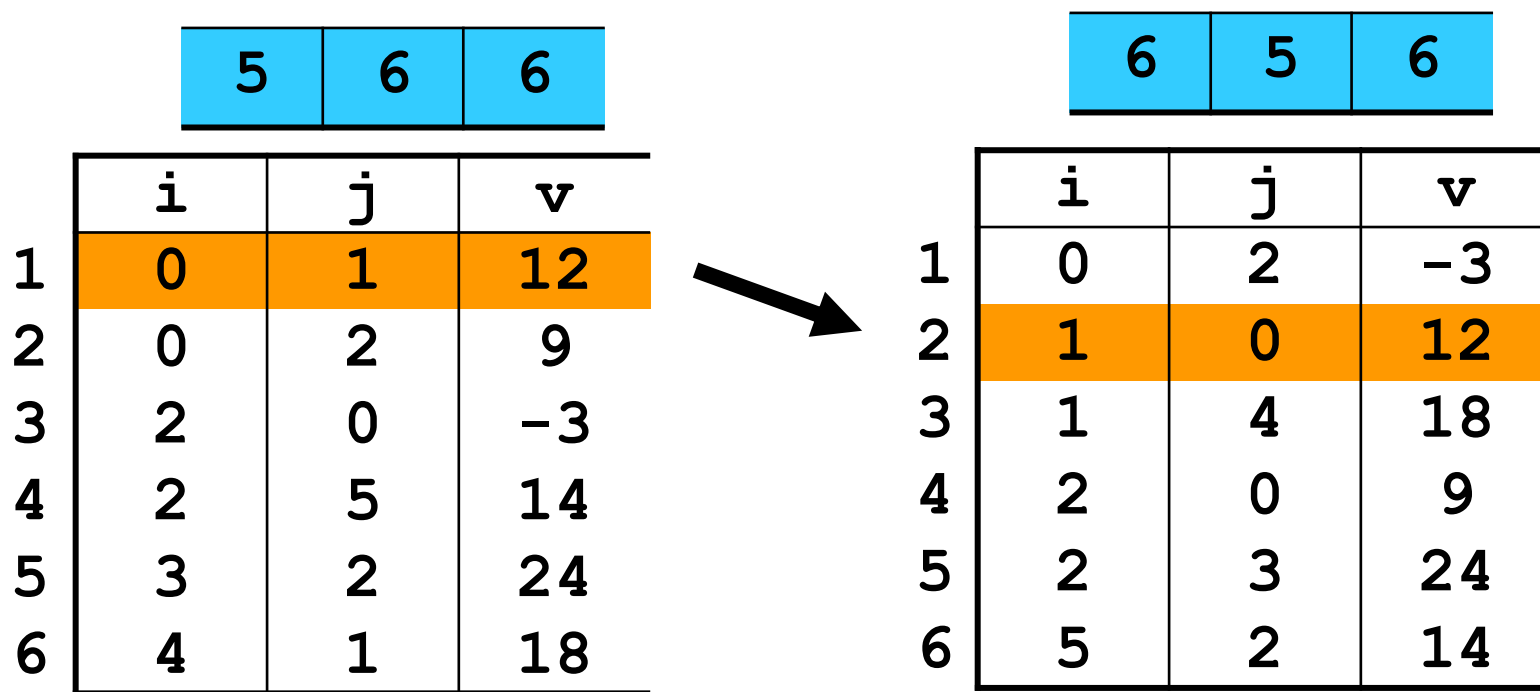 5 6 6
i j v
1 0 1 12
2 0 2 9
3 2 0 -3
4 2 5 14
5 3 2 24
6 4 1 18
6 5 6
i j v
1 0 2 -3
2 1 0 12
3 1 4 18
4 2 0 9
5 2 3 24
6 5 2 14